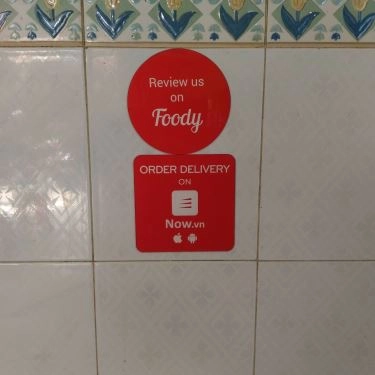 Review us
on
Foody
ORDER DELIVERY
ON
Now.vn